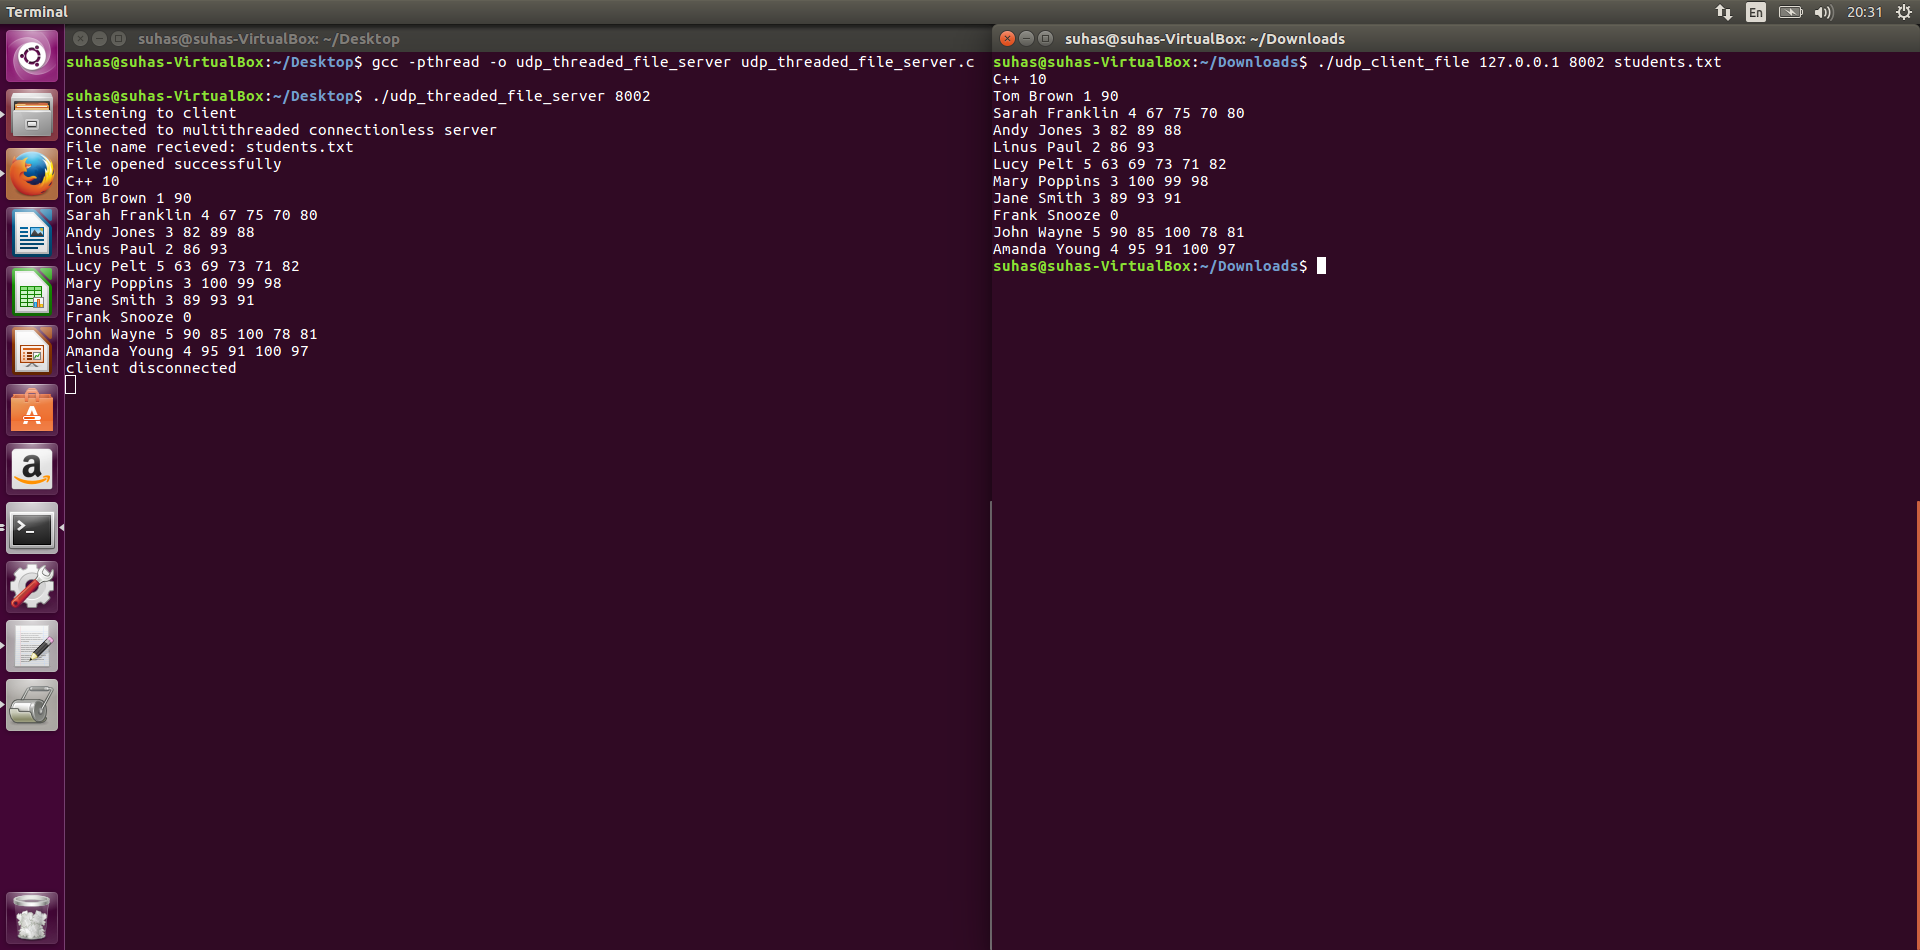 Terminal
En
20:31
suhas@suhas-VirtualBox: ~/Desktop
suhas@suhas-VirtualBox:~/Desktop$ gcc -pthread -o udp_threaded_file_server udp_threaded_file_server.c
suhas@suhas-VirtualBox:~/Desktop$ ./udp_threaded_file_server 8002
Listening to client
connected to multithreaded connectionless server
File name recieved: students.txt
File opened successfully
C++ 10
Tom Brown 1 90
Sarah Franklin 4 67 75 70 80
Andy Jones 3 82 89 88
Linus Paul 2 86 93
Lucy Pelt 5 63 69 73 71 82
Mary Poppins 3 100 99 98
Jane Smith 3 89 93 91
Frank Snooze 0
John Wayne 5 90 85 100 78 81
Amanda Young 4 95 91 100 97
client disconnected
suhas@suhas-VirtualBox: ~/Downloads
suhas@suhas-VirtualBox:~/Downloads$ ./udp_client_file 127.0.0.1 8002 students.txt
C++ 10
Tom Brown 1 90
Sarah Franklin 4 67 75 70 80
Andy Jones 3 82 89 88
Linus Paul 2 86 93
Lucy Pelt 5 63 69 73 71 82
Mary Poppins 3 100 99 98
Jane Smith 3 89 93 91
Frank Snooze 0
John Wayne 5 90 85 100 78 81
Amanda Young 4 95 91 100 97
suhas@suhas-VirtualBox:~/Downloads$